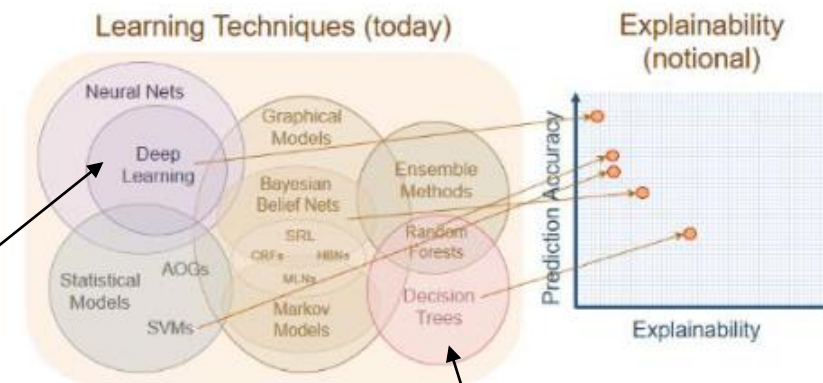 Learning Techniques (today)
Neural Nets
Deep
Learning
Graphical
Models
Bayesian
Belief Nets
SRL
CRFs
HBNs
MLNs
Markov
Models
Ensemble
Methods
Random
Forests
Decision
Trees
Statistical
Models
AOGs
SVMs
Explainability
(notional)
Prediction Accuracy
Explainability